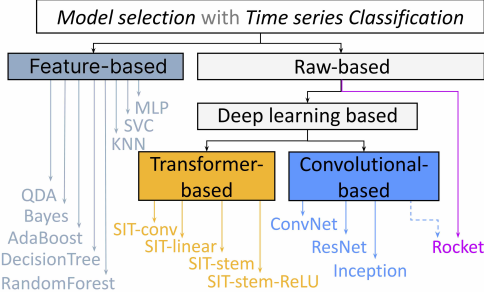 Model selection with Time series Classification
Feature-based
Raw-based
Deep learning based
Transformer-
based
Convolutional-
based
MLP
SVC
KNN
QDA
Bayes
AdaBoost
DecisionTree
RandomForest
SIT-conv
SIT-linear
SIT-stem
SIT-stem-ReLU
ConvNet
ResNet
Inception
Rocket